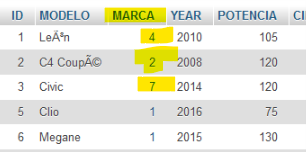 ID MODELO MARCA YEAR POTENCIA CI
1 LeÃ³n 4 2010 105
2 C4 CoupÃ© 2 2008 120
3 Civic 7 2014 120
5 Clio 1 2016 75
6 Megane 1 2015 130